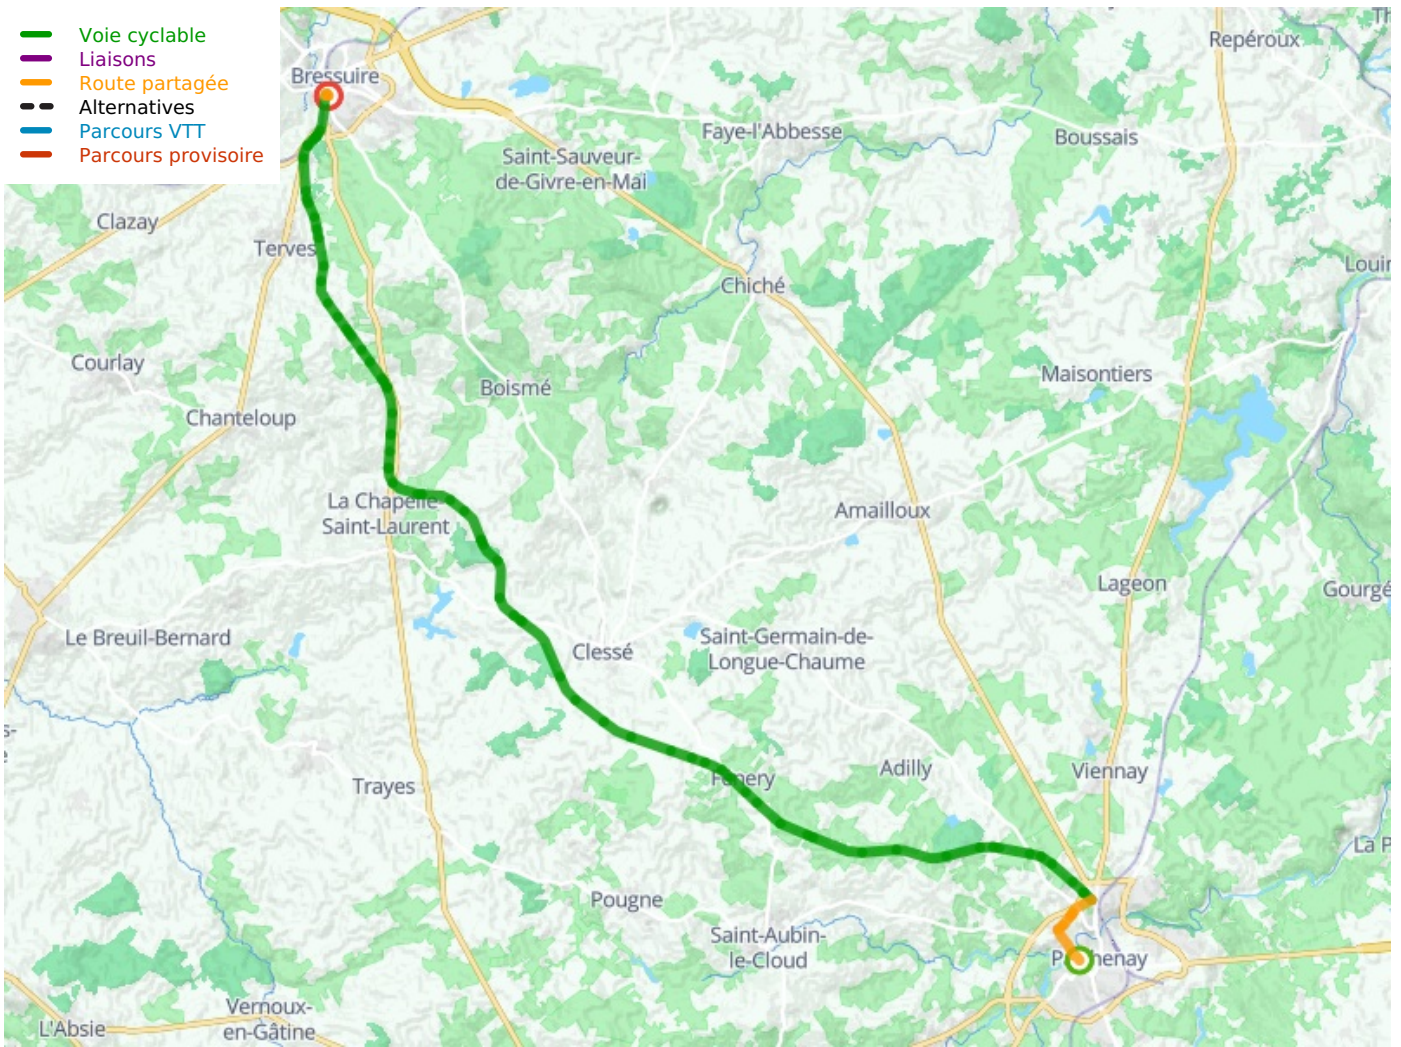 Voie cyclable
Liaisons
Route partagée
Alternatives
Parcours VTT
Parcours provisoire
Repéroux
Bressuire
Faye-l'Abbesse
Boussais
Saint-Sauveur-
de-Givre-en-Mai
Clazay
Terves
Louir
Chiché
Courlay
Maisontiers
Boismé
Chanteloup
La Chapelle-
Saint-Laurent
Amailloux
Lageon
Gourgé
Le Breuil-Bernard
Saint-Germain-de-
Longue-Chaume
Clessé
Adilly
Viennay
Trayes
La P
Pougne
Saint-Aubin-
le-Cloud
Vernoux-
en-Gâtine
L'Absie